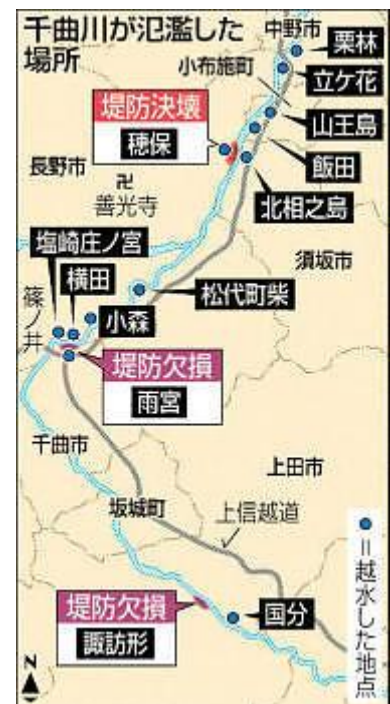 千曲川が氾濫した
場所
中野市
栗林
小布施町
立ケ花
堤防決壊
穂保
山王島
飯田
長野市
卍
善光寺
北相之島
塩崎庄ノ宮
須坂市
横田
篠ノ井
松代町柴
小森
堤防欠損
雨宮
千曲市
上田市
坂城町
上信越道
堤防欠損
諏訪形
国分
=越水した地点
N